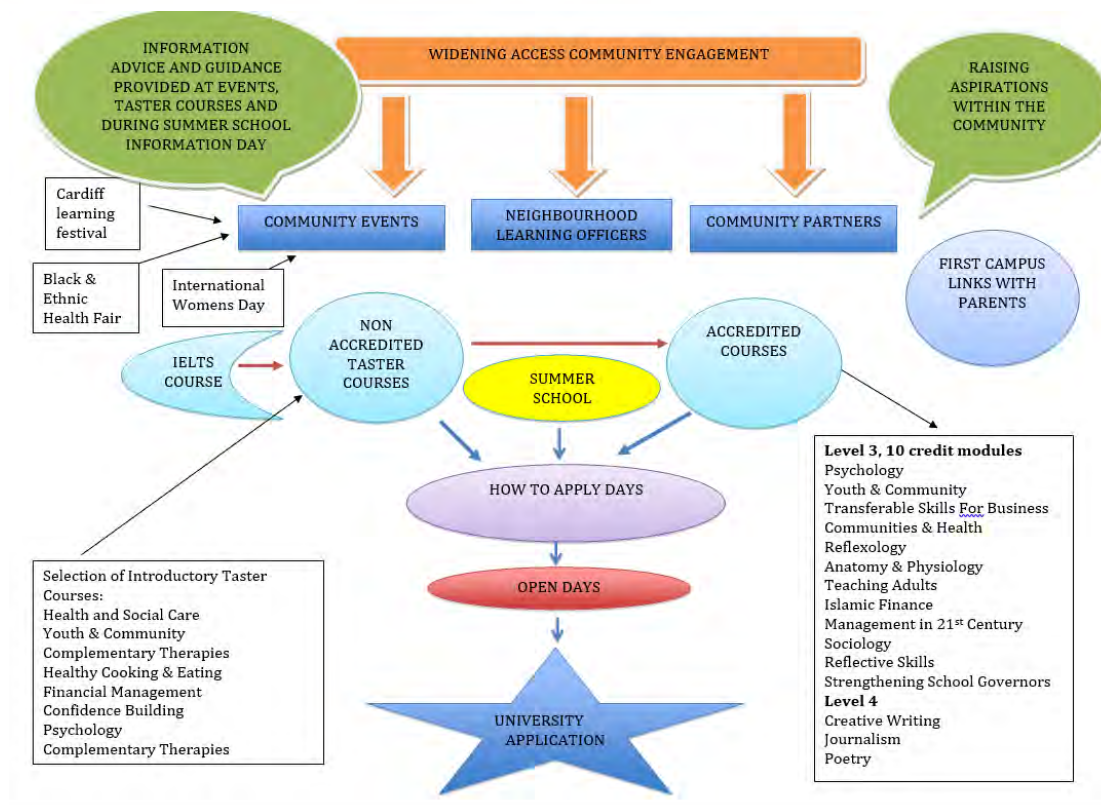 INFORMATION
ADVICE AND GUIDANCE
PROVIDED AT EVENTS,
TASTER COURSES AND
DURING SUMMER SCHOOL
INFORMATION DAY
WIDENING ACCESS COMMUNITY ENGAGEMENT
RAISING
ASPIRATIONS
WITHIN THE
COMMUNITY
Cardiff
learning
festival
COMMUNITY EVENTS
NEIGHBOURHOOD
LEARNING OFFICERS
COMMUNITY PARTNERS
Black &
Ethnic
Health Fair
International
Womens Day
FIRST CAMPUS
LINKS WITH
PARENTS
IELTS
COURSE
NON
ACCREDITED
TASTER
COURSES
SUMMER
SCHOOL
ACCREDITED
COURSES
HOW TO APPLY DAYS
OPEN DAYS
UNIVERSITY
APPLICATION
Selection of Introductory Taster
Courses:
Health and Social Care
Youth & Community
Complementary Therapies
Healthy Cooking & Eating
Financial Management
Confidence Building
Psychology
Complementary Therapies
Level 3, 10 credit modules
Psychology
Youth & Community
Transferable Skills For Business
Communities & Health
Reflexology
Anatomy & Physiology
Teaching Adults
Islamic Finance
Management in 21st Century
Sociology
Reflective Skills
Strengthening School Governors
Level 4
Creative Writing
Journalism
Poetry